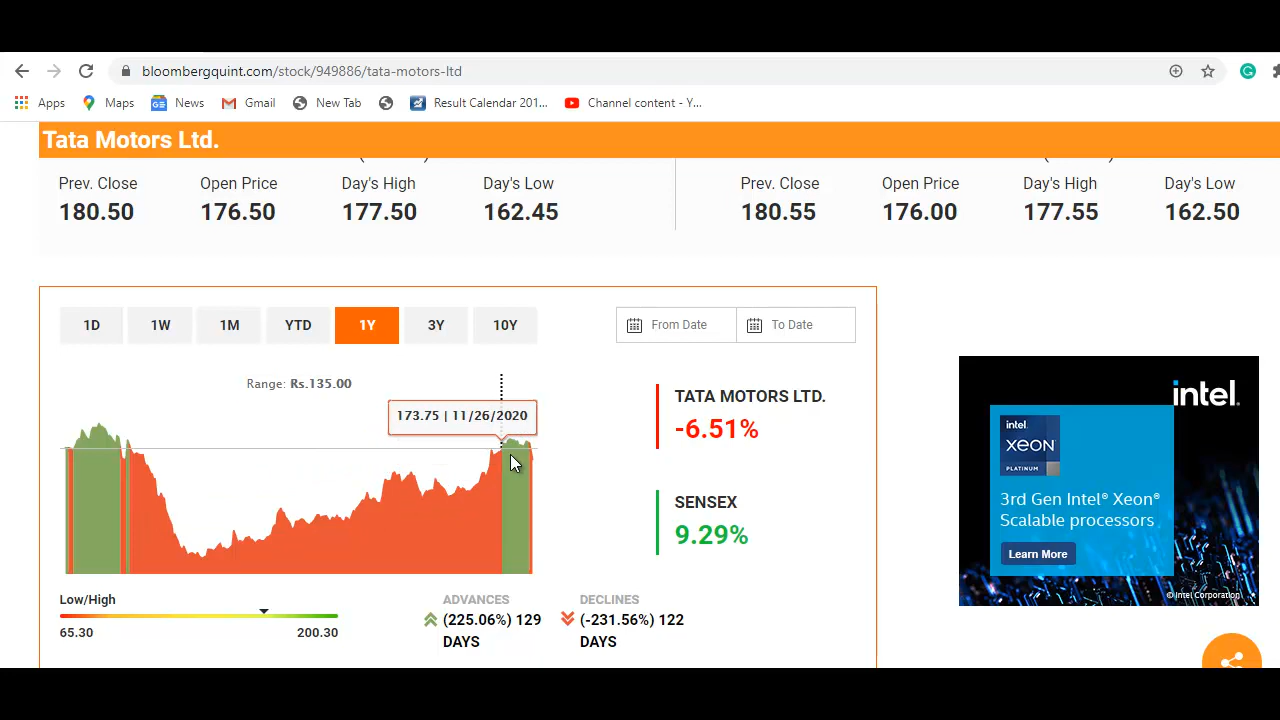 bloombergquint.com/stock/949886/tata-motors-ltd
Apps Maps News Gmail New Tab Result Calendar 201... Channel content - Y...
Tata Motors Ltd.
Prev. Close Open Price Day's High Day's Low Prev. Close Open Price Day's High Day's Low
180.50 176.50 177.50 162.45 180.55 176.00 177.55 162.50
1D 1W 1M YTD 1Y 3Y 10Y From Date To Date
Range: Rs.135.00
173.75 | 11/26/2020
TATA MOTORS LTD.
-6.51%
SENSEX
9.29%
Low/High
65.30 200.30
ADVANCES
(225.06%) 129
DAYS
DECLINES
(-231.56%) 122
DAYS
intel.
intel.
XEON
PLATINUM
3rd Gen Intel® Xeon®
Scalable processors
Learn More
© Intel Corporation